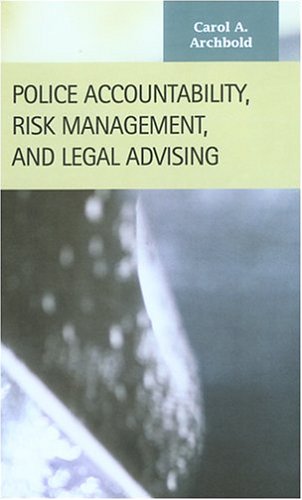 Carol A.
Archbold
POLICE ACCOUNTABILITY,
RISK MANAGEMENT,
AND LEGAL ADVISING